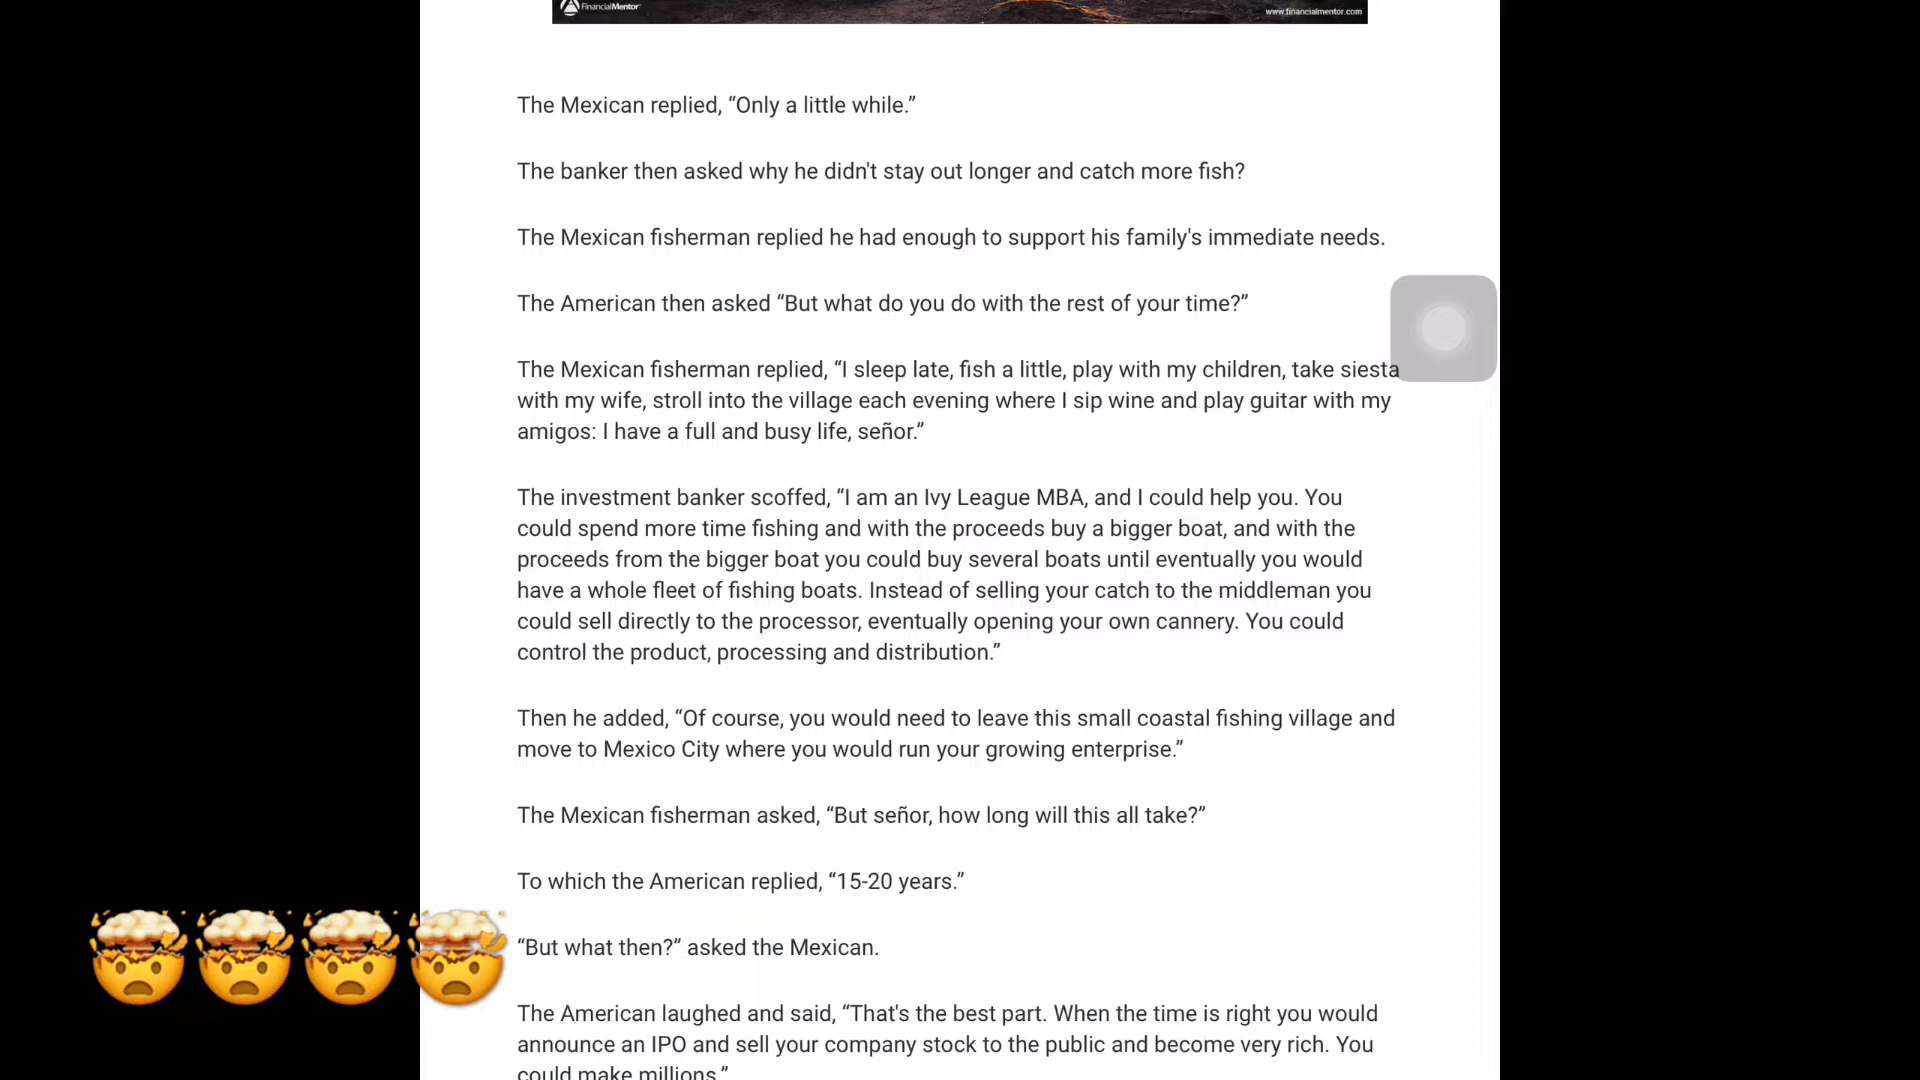 FinancialMentor
www.financialmentor.com
The Mexican replied, “Only a little while.”
The banker then asked why he didn't stay out longer and catch more fish?
The Mexican fisherman replied he had enough to support his family's immediate needs.
The American then asked “But what do you do with the rest of your time?”
The Mexican fisherman replied, “I sleep late, fish a little, play with my children, take siesta
with my wife, stroll into the village each evening where I sip wine and play guitar with my
amigos: I have a full and busy life, señor.”
The investment banker scoffed, “I am an Ivy League MBA, and I could help you. You
could spend more time fishing and with the proceeds buy a bigger boat, and with the
proceeds from the bigger boat you could buy several boats until eventually you would
have a whole fleet of fishing boats. Instead of selling your catch to the middleman you
could sell directly to the processor, eventually opening your own cannery. You could
control the product, processing and distribution.”
Then he added, “Of course, you would need to leave this small coastal fishing village and
move to Mexico City where you would run your growing enterprise.”
The Mexican fisherman asked, “But señor, how long will this all take?”
To which the American replied, “15-20 years.”
“But what then?” asked the Mexican.
The American laughed and said, “That's the best part. When the time is right you would
announce an IPO and sell your company stock to the public and become very rich. You
could make millions.”